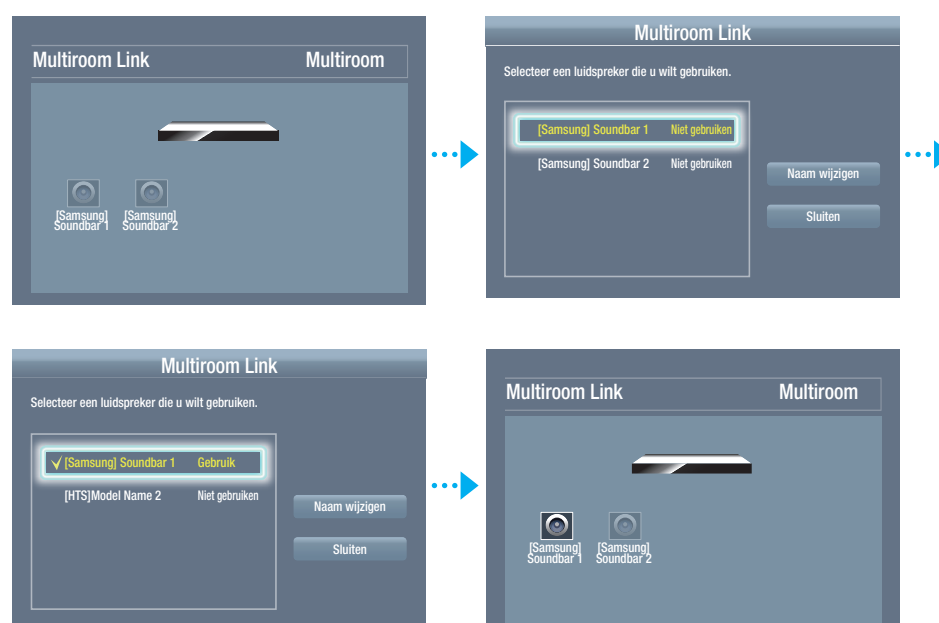 Multiroom Link Multiroom
[Samsung] Soundbar 1
[Samsung] Soundbar 2
Multiroom Link
Selecteer een luidspreker die u wilt gebruiken.
[Samsung] Soundbar 1 Niet gebruiken
[Samsung] Soundbar 2 Niet gebruiken
Naam wijzigen
Sluiten
Multiroom Link
Selecteer een luidspreker die u wilt gebruiken.
[Samsung] Soundbar 1 Gebruik
[HTS]Model Name 2 Niet gebruiken
Naam wijzigen
Sluiten
Multiroom Link Multiroom
[Samsung] Soundbar 1
[Samsung] Soundbar 2